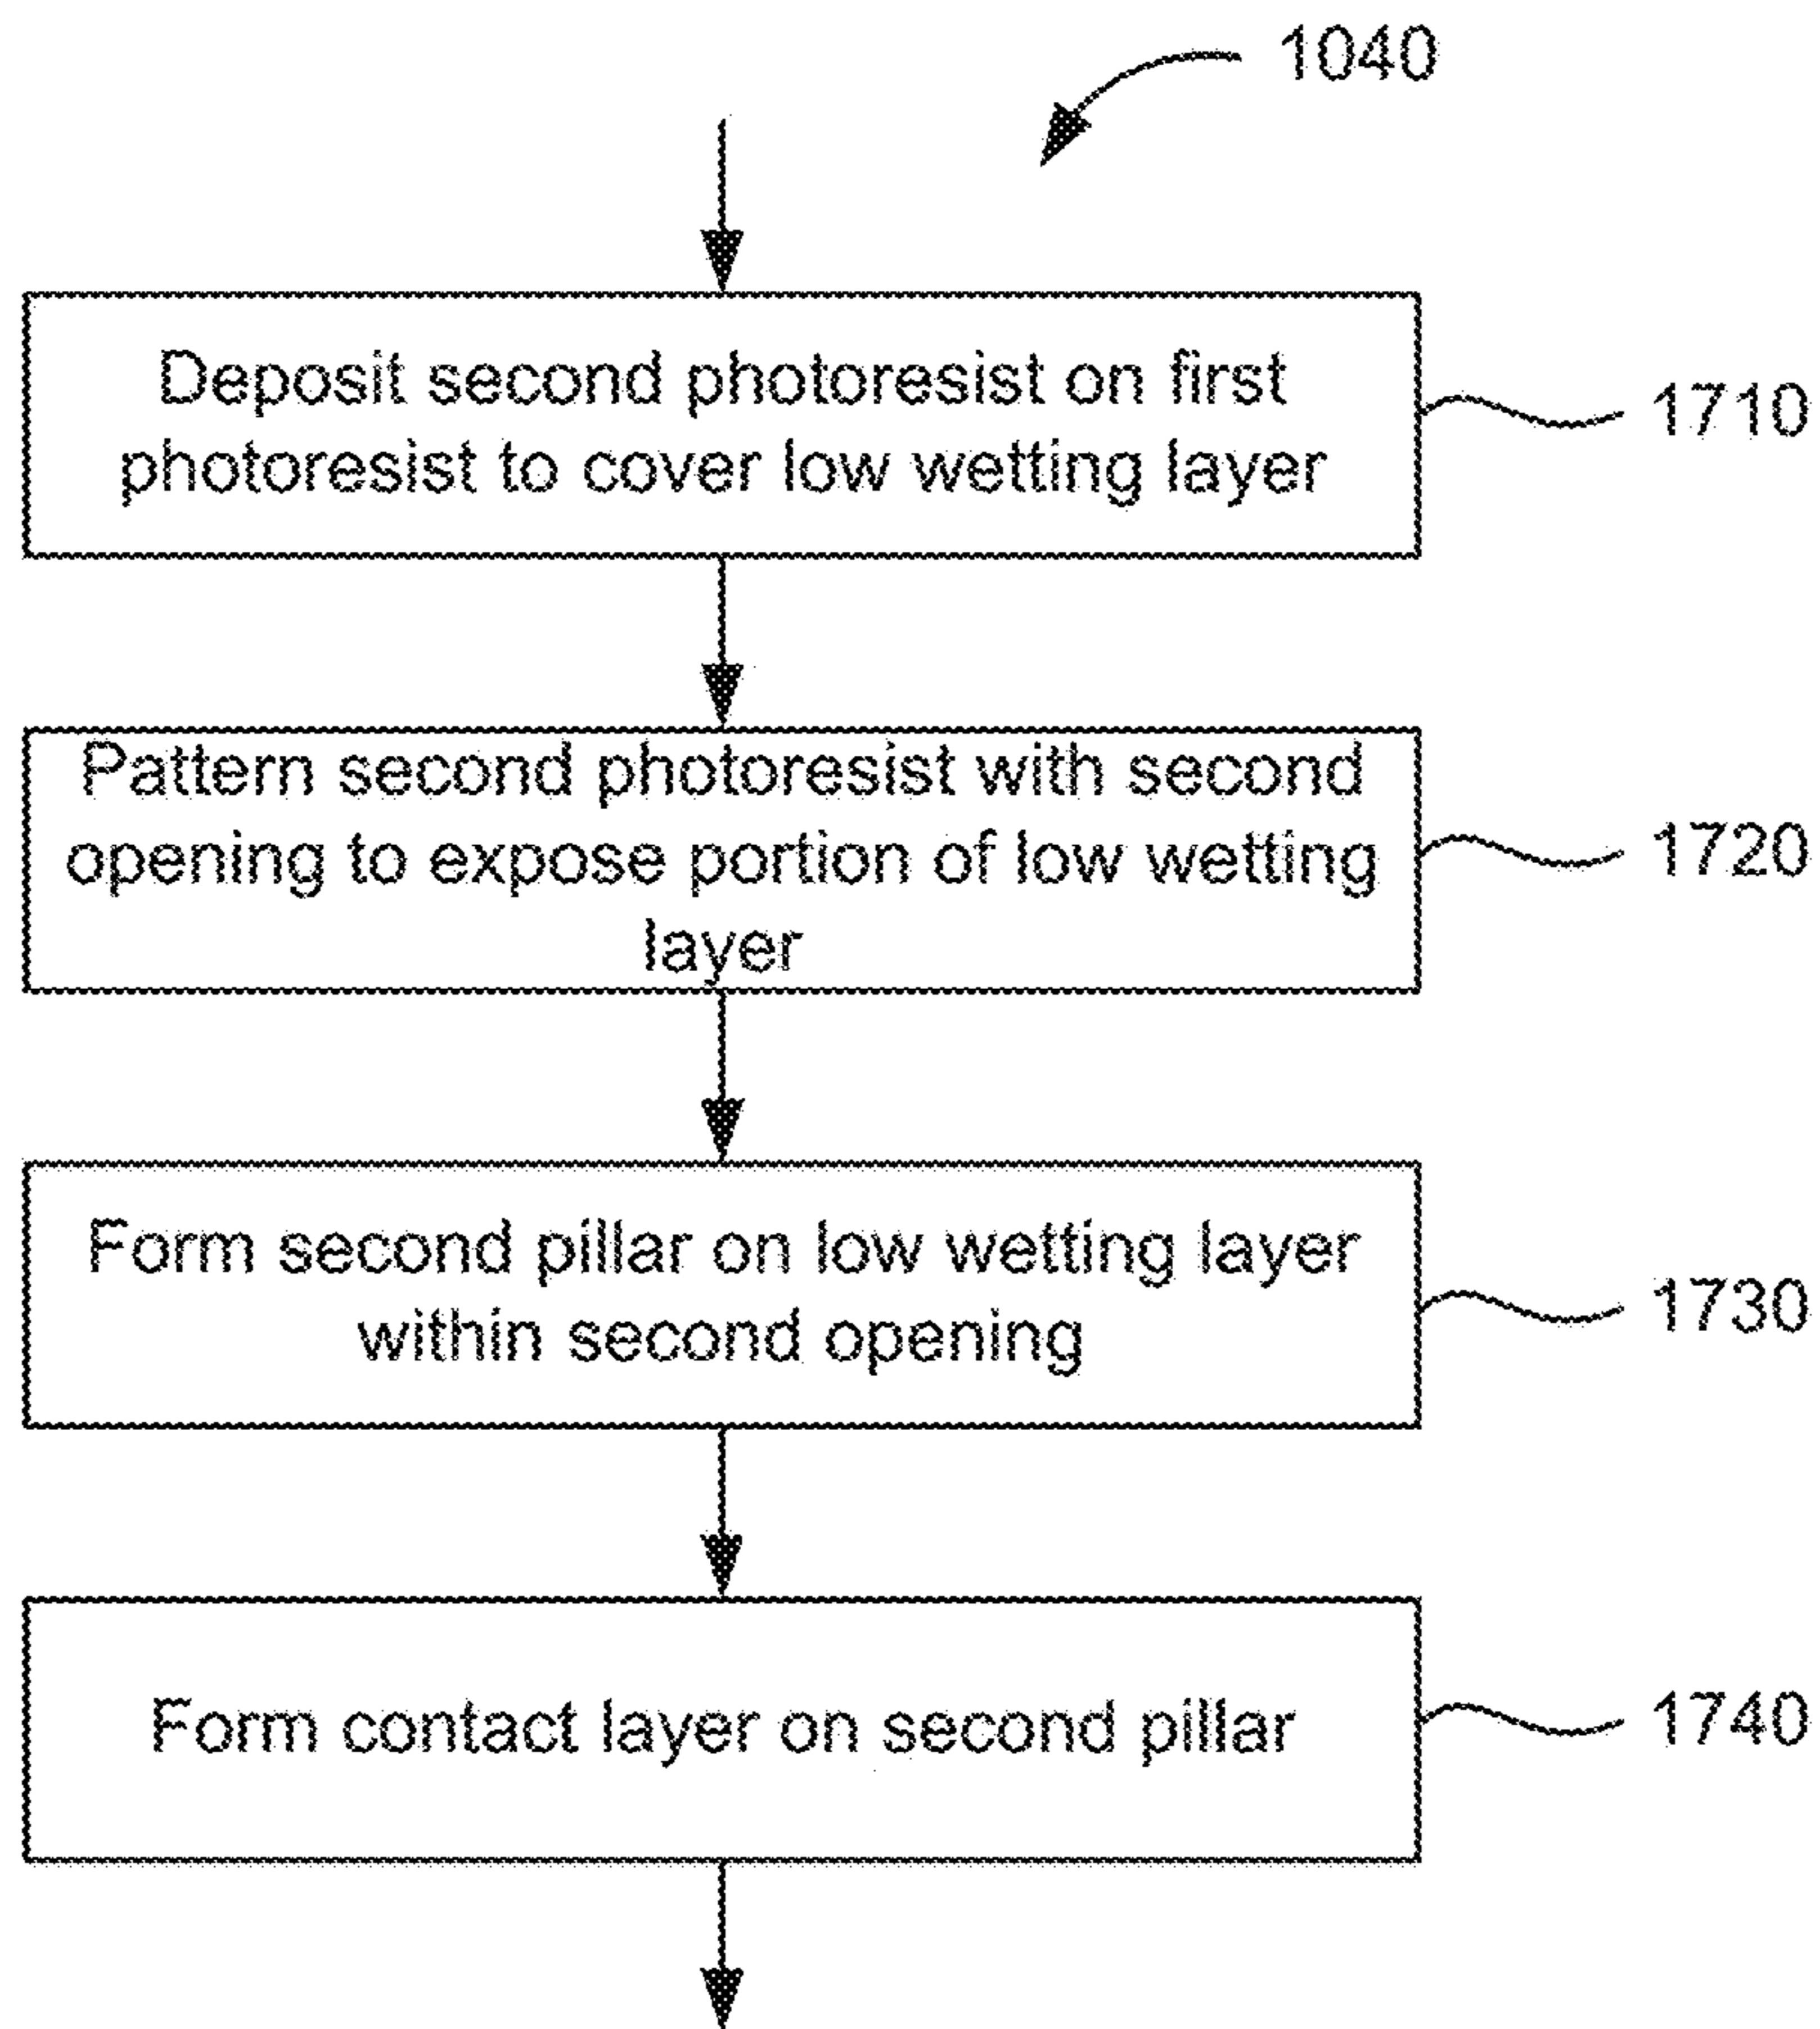 1040
Deposit second photoresist on first
photoresist to cover low wetting layer
1710
Pattern second photoresist with second
opening to expose portion of low wetting
layer
1720
Form second pillar on low wetting layer
within second opening
1730
Form contact layer on second pillar
1740